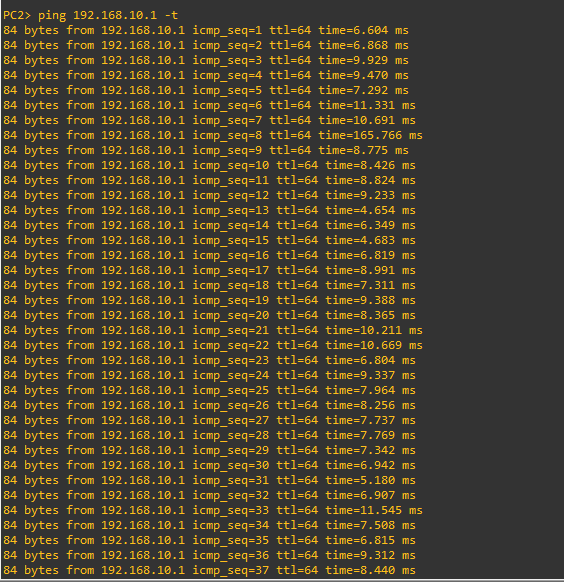 PC2> ping 192.168.10.1 -t
84 bytes from 192.168.10.1 icmp_seq=1 ttl=64 time=6.604 ms
84 bytes from 192.168.10.1 icmp_seq=2 ttl=64 time=6.868 ms
84 bytes from 192.168.10.1 icmp_seq=3 ttl=64 time=9.929 ms
84 bytes from 192.168.10.1 icmp_seq=4 ttl=64 time=9.470 ms
84 bytes from 192.168.10.1 icmp_seq=5 ttl=64 time=7.292 ms
84 bytes from 192.168.10.1 icmp_seq=6 ttl=64 time=11.331 ms
84 bytes from 192.168.10.1 icmp_seq=7 ttl=64 time=10.691 ms
84 bytes from 192.168.10.1 icmp_seq=8 ttl=64 time=165.766 ms
84 bytes from 192.168.10.1 icmp_seq=9 ttl=64 time=8.775 ms
84 bytes from 192.168.10.1 icmp_seq=10 ttl=64 time=8.426 ms
84 bytes from 192.168.10.1 icmp_seq=11 ttl=64 time=8.824 ms
84 bytes from 192.168.10.1 icmp_seq=12 ttl=64 time=9.233 ms
84 bytes from 192.168.10.1 icmp_seq=13 ttl=64 time=4.654 ms
84 bytes from 192.168.10.1 icmp_seq=14 ttl=64 time=6.349 ms
84 bytes from 192.168.10.1 icmp_seq=15 ttl=64 time=4.683 ms
84 bytes from 192.168.10.1 icmp_seq=16 ttl=64 time=6.819 ms
84 bytes from 192.168.10.1 icmp_seq=17 ttl=64 time=8.991 ms
84 bytes from 192.168.10.1 icmp_seq=18 ttl=64 time=7.311 ms
84 bytes from 192.168.10.1 icmp_seq=19 ttl=64 time=9.388 ms
84 bytes from 192.168.10.1 icmp_seq=20 ttl=64 time=8.365 ms
84 bytes from 192.168.10.1 icmp_seq=21 ttl=64 time=10.211 ms
84 bytes from 192.168.10.1 icmp_seq=22 ttl=64 time=10.669 ms
84 bytes from 192.168.10.1 icmp_seq=23 ttl=64 time=6.804 ms
84 bytes from 192.168.10.1 icmp_seq=24 ttl=64 time=9.337 ms
84 bytes from 192.168.10.1 icmp_seq=25 ttl=64 time=7.964 ms
84 bytes from 192.168.10.1 icmp_seq=26 ttl=64 time=8.256 ms
84 bytes from 192.168.10.1 icmp_seq=27 ttl=64 time=7.737 ms
84 bytes from 192.168.10.1 icmp_seq=28 ttl=64 time=7.769 ms
84 bytes from 192.168.10.1 icmp_seq=29 ttl=64 time=7.342 ms
84 bytes from 192.168.10.1 icmp_seq=30 ttl=64 time=6.942 ms
84 bytes from 192.168.10.1 icmp_seq=31 ttl=64 time=5.180 ms
84 bytes from 192.168.10.1 icmp_seq=32 ttl=64 time=6.907 ms
84 bytes from 192.168.10.1 icmp_seq=33 ttl=64 time=11.545 ms
84 bytes from 192.168.10.1 icmp_seq=34 ttl=64 time=7.508 ms
84 bytes from 192.168.10.1 icmp_seq=35 ttl=64 time=6.815 ms
84 bytes from 192.168.10.1 icmp_seq=36 ttl=64 time=9.312 ms
84 bytes from 192.168.10.1 icmp_seq=37 ttl=64 time=8.440 ms